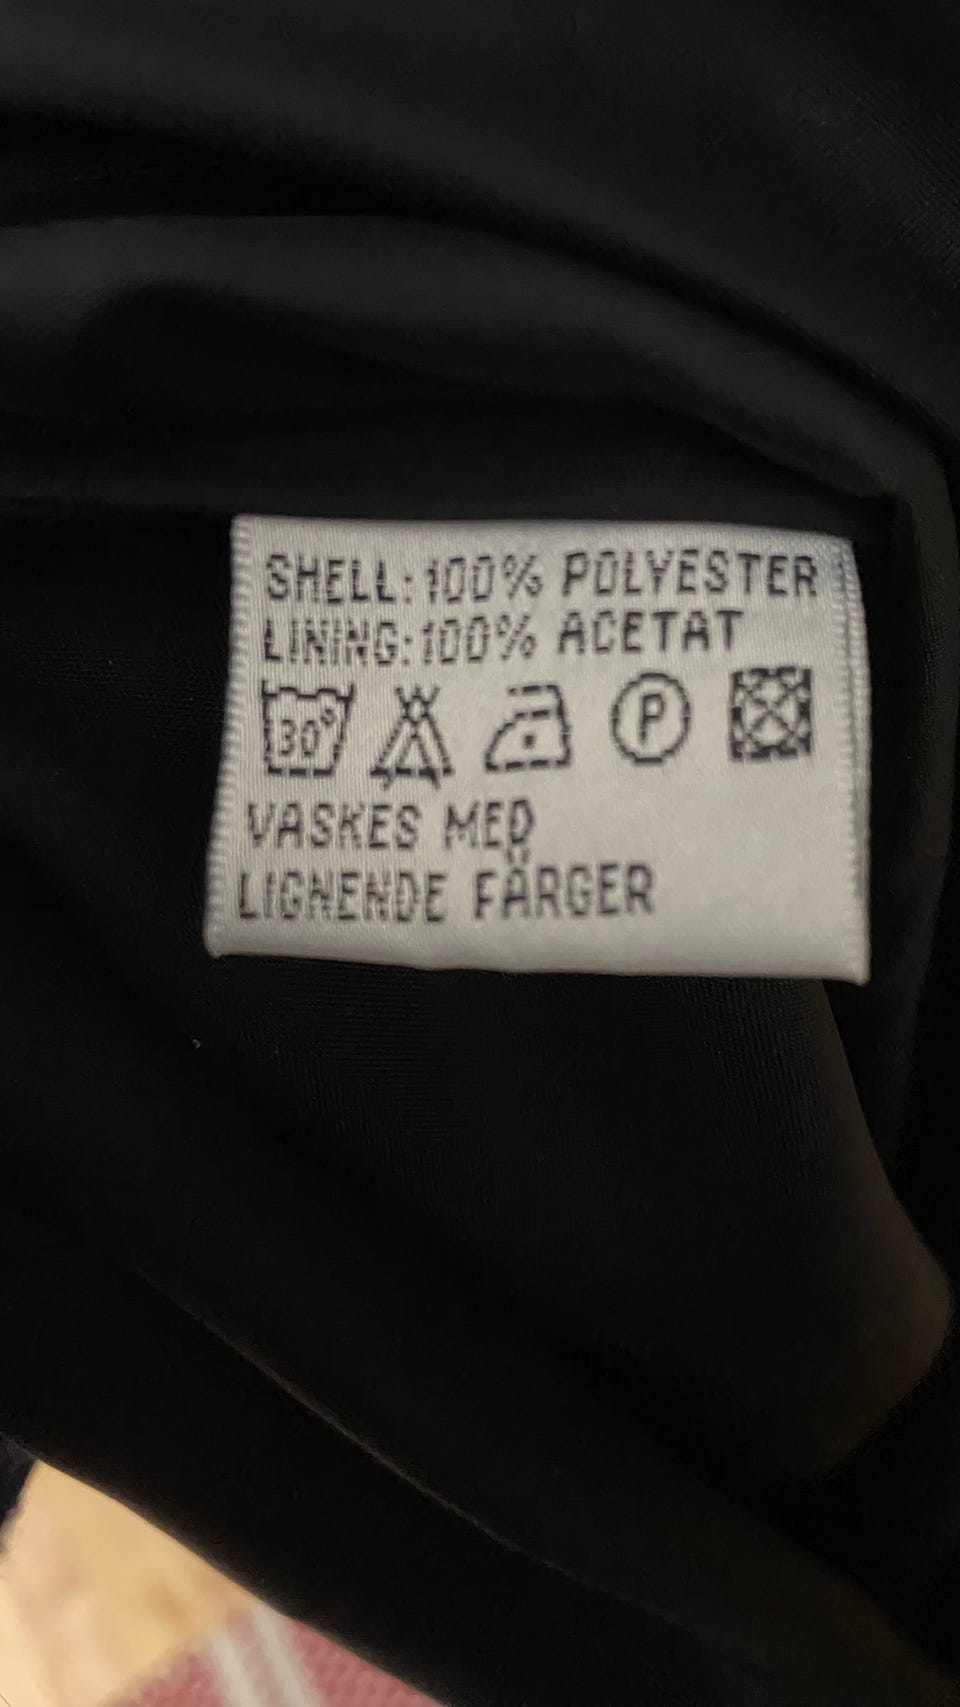 SHELL: 100% POLYESTER
LINING: 100% ACETAT
30° P
VASKES MED
LIGNENDE FÄRGER